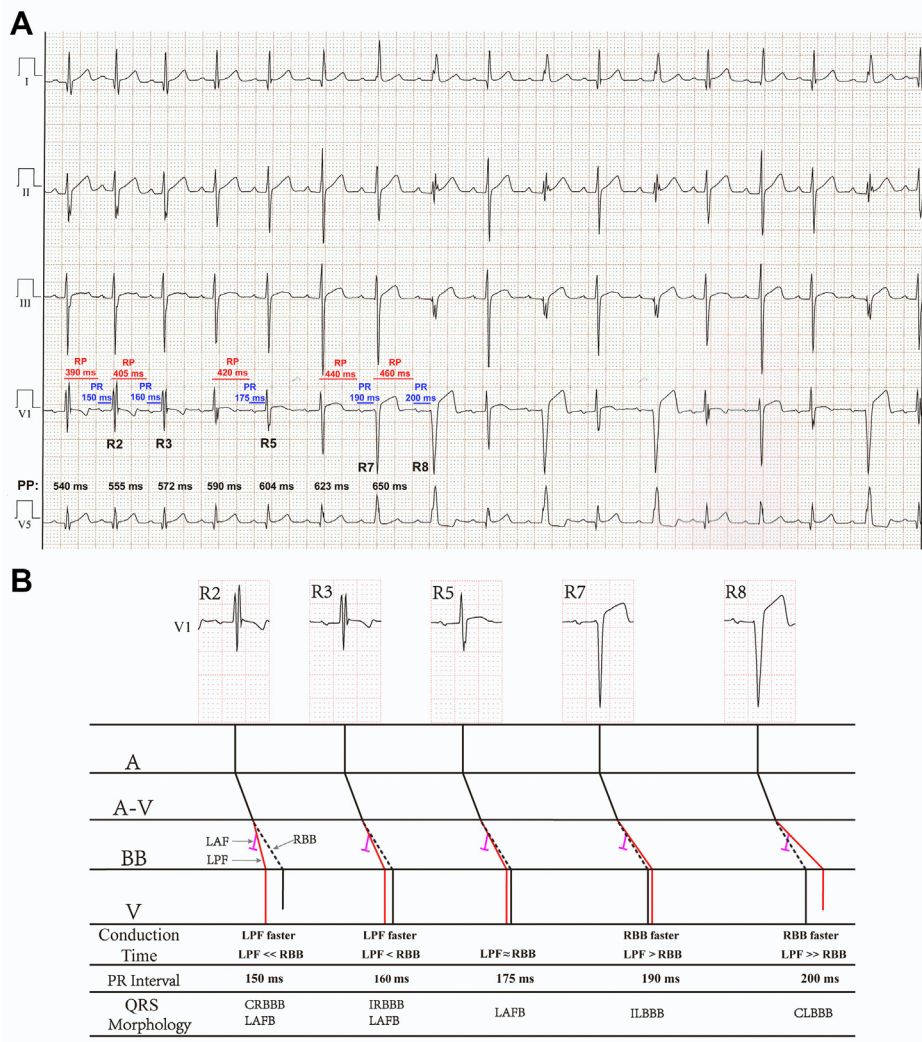 A
I
II
III
RP RP RP RP RP
390 ms 405 ms 420 ms 440 ms 460 ms
PR PR PR PR PR
150 ms 160 ms 175 ms 190 ms 200 ms
V1
R2 R3 R5 R7 R8
PP: 540 ms 555 ms 572 ms 590 ms 604 ms 623 ms 650 ms
V5
B
R2 R3 R5 R7 R8
V1
A
A-V
LAF RBB
BB
LPF
V
Conduction LPF faster LPF faster RBB faster RBB faster
Time LPF << RBB LPF < RBB LPF≈RBB LPF > RBB LPF >> RBB
PR Interval 150 ms 160 ms 175 ms 190 ms 200 ms
QRS CRBBB IRBBB LAFB ILBBB CLBBB
Morphology LAFB LAFB